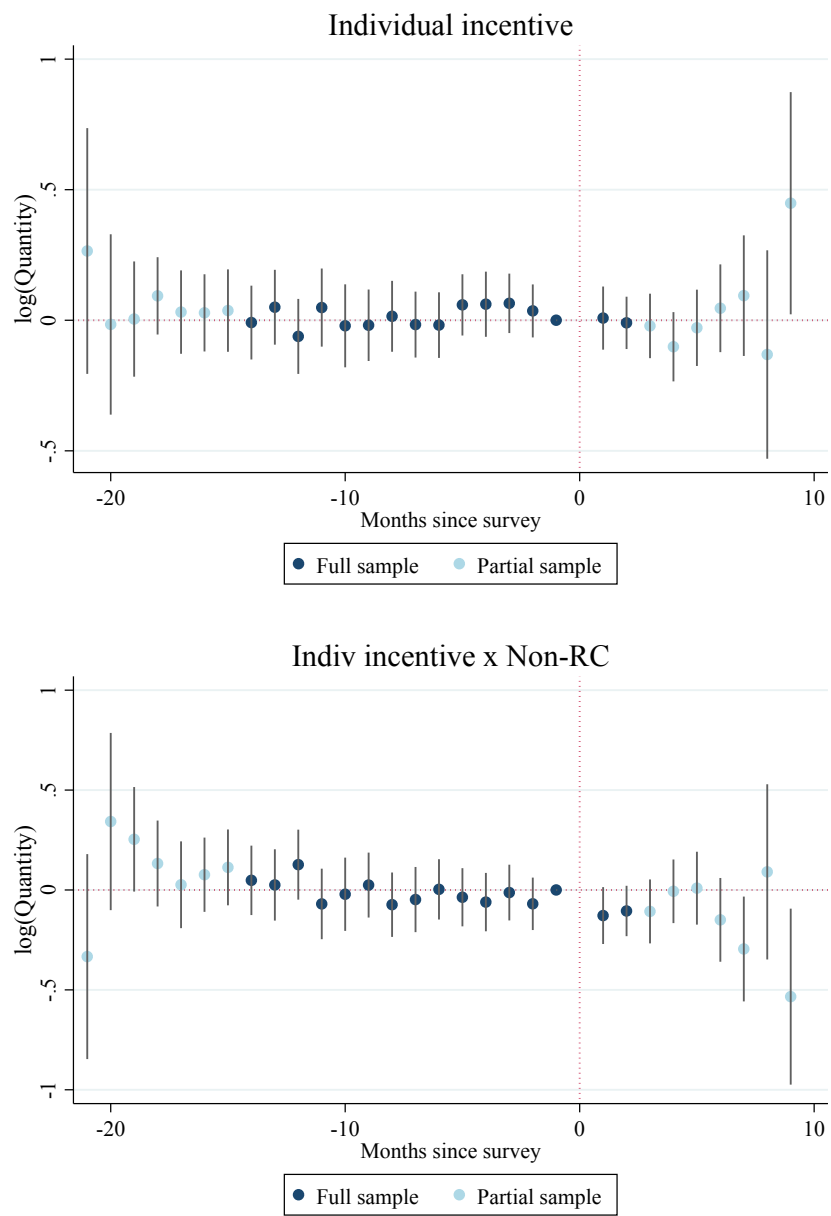 Individual incentive
1
.5
0
-.5
log(Quantity)
-20
-10
0
10
Months since survey
Full sample
Partial sample
Indiv incentive x Non-RC
1
.5
0
-.5
-1
log(Quantity)
-20
-10
0
10
Months since survey
Full sample
Partial sample